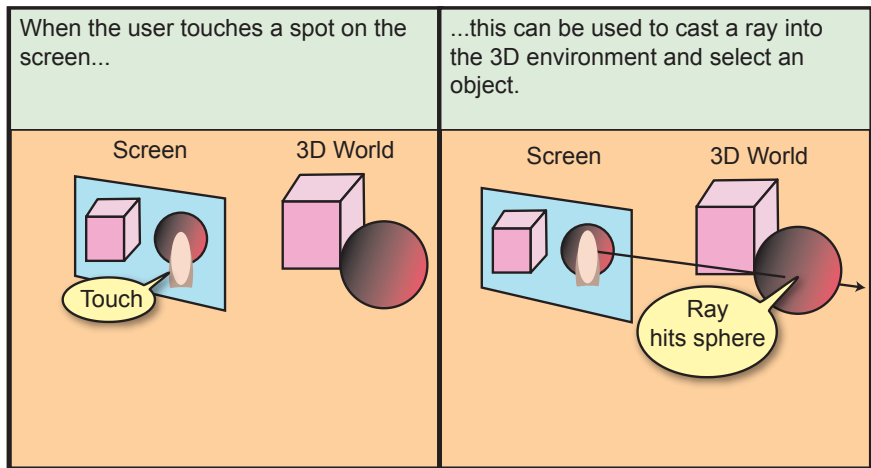 When the user touches a spot on the
screen...
...this can be used to cast a ray into
the 3D environment and select an
object.
Screen
3D World
Touch
Screen
3D World
Ray
hits sphere